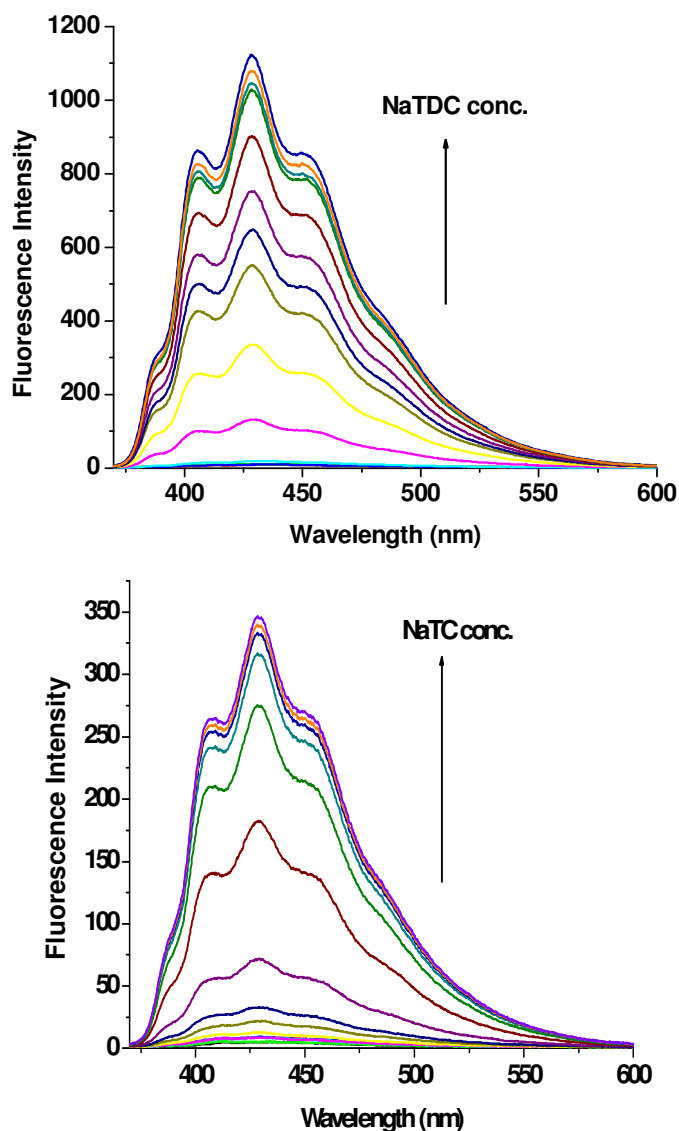 1200
1000
800
600
400
200
0
Fluorescence Intensity
NaTDC conc.
400 450 500 550 600
Wavelength (nm)
350
300
250
200
150
100
50
0
Fluorescence Intensity
NaTC conc.
400 450 500 550 600
Wavelength (nm)